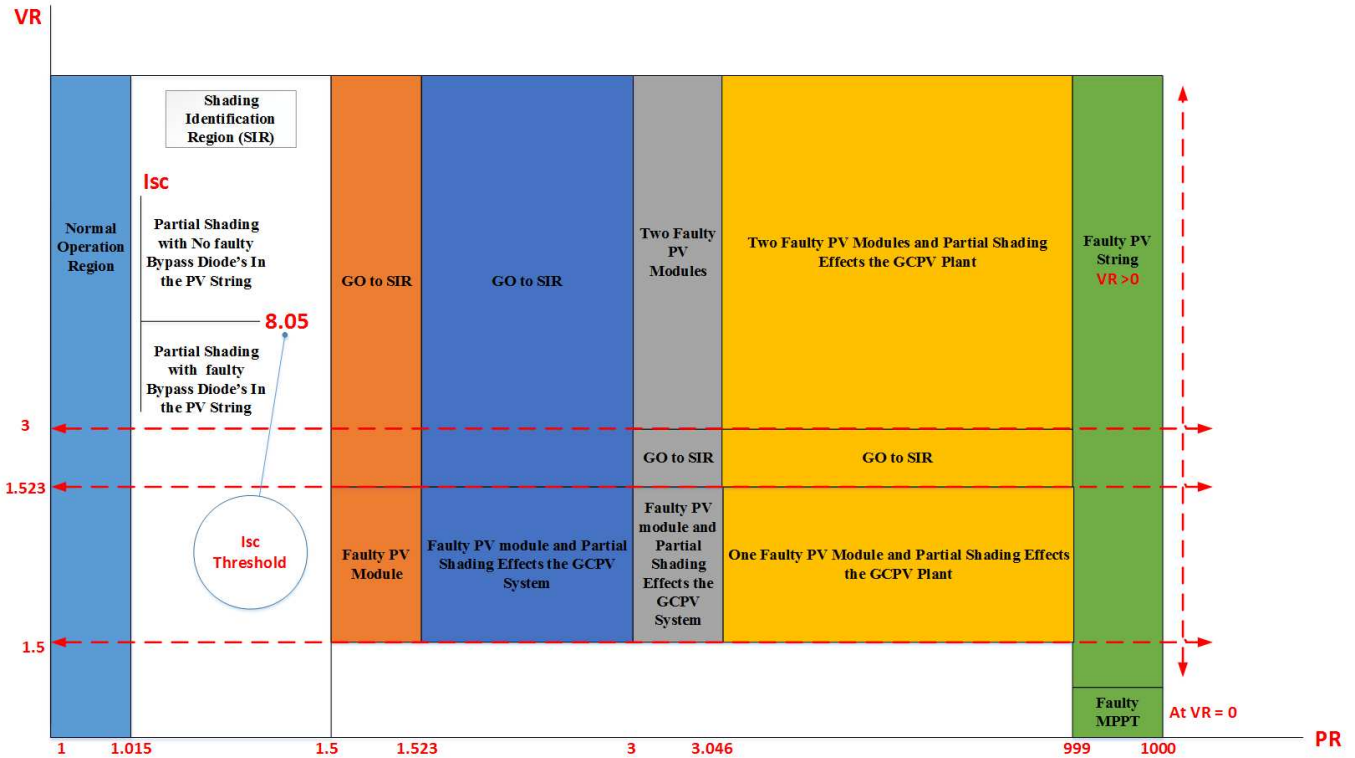 VR
Shading
Identification
Region (SIR)
Isc
Normal
Operation
Region
Partial Shading
with No faulty
Bypass Diode's In
the PV String
8.05
Partial Shading
with faulty
Bypass Diode's In
the PV String
Isc
Threshold
GO to SIR
Faulty PV
Module
GO to SIR
Faulty PV module and Partial
Shading Effects the GCPV
System
Two Faulty
PV
Modules
GO to SIR
Faulty PV
module and
Partial
Shading
Effects the
GCPV
System
Two Faulty PV Modules and Partial Shading
Effects the GCPV Plant
GO to SIR
One Faulty PV Module and Partial Shading Effects
the GCPV Plant
Faulty PV
String
VR >0
Faulty
MPPT
At VR = 0
3
1.523
1.5
1
1.015
1.5
1.523
3
3.046
999
1000
PR